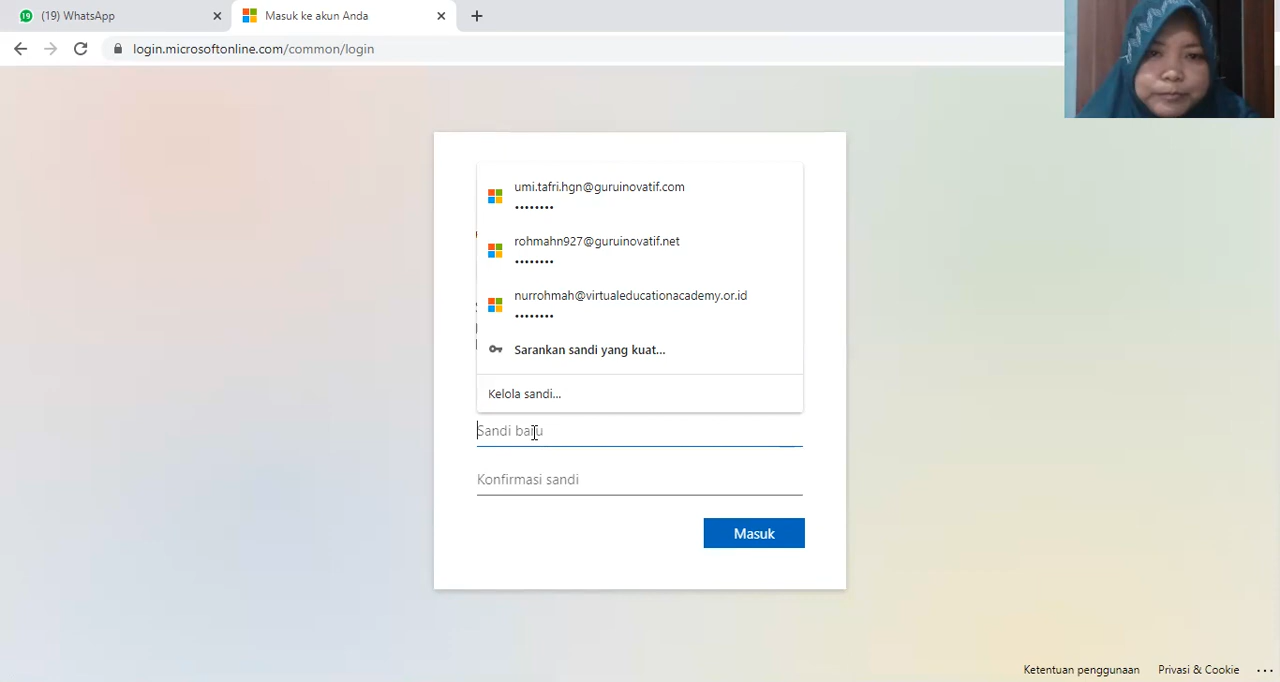 (19) WhatsApp
Masuk ke akun Anda
login.microsoftonline.com/common/login
umi.tafri.hgn@guruinovatif.com
••••••••
rohmahn927@guruinovatif.net
••••••••
nurrohmah@virtualeducationacademy.or.id
••••••••
Sarankan sandi yang kuat...
Kelola sandi...
Sandi baru
Konfirmasi sandi
Masuk
Ketentuan penggunaan Privasi & Cookie ...